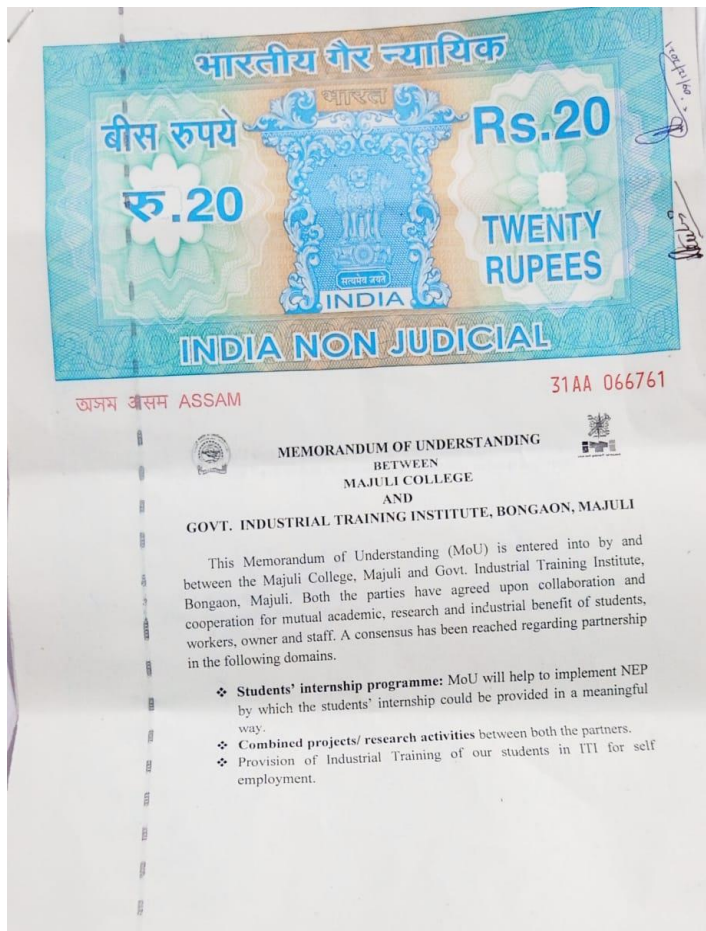 भारतीय गैर न्यायिक
भारत
बीस रुपये
Rs.20
रु.20
TWENTY
RUPEES
सत्यमेव जयते
INDIA
INDIA NON JUDICIAL
অসম असम ASSAM
31AA 066761
MEMORANDUM OF UNDERSTANDING
BETWEEN
MAJULI COLLEGE
AND
GOVT. INDUSTRIAL TRAINING INSTITUTE, BONGAON, MAJULI
This Memorandum of Understanding (MoU) is entered into by and
between the Majuli College, Majuli and Govt. Industrial Training Institute,
Bongaon, Majuli. Both the parties have agreed upon collaboration and
cooperation for mutual academic, research and industrial benefit of students,
workers, owner and staff. A consensus has been reached regarding partnership
in the following domains.
❖ Students' internship programme: MoU will help to implement NEP
by which the students' internship could be provided in a meaningful
way.
❖ Combined projects/ research activities between both the partners.
❖ Provision of Industrial Training of our students in ITI for self
employment.